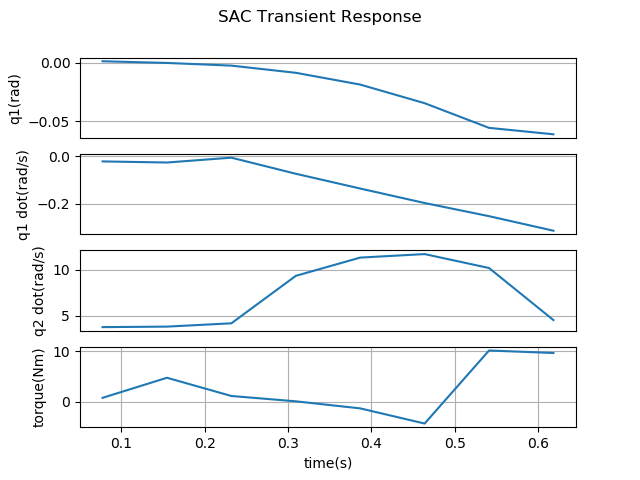 SAC Transient Response
q1(rad)
0.00
−0.05
q1 dot(rad/s)
0.0
−0.2
q2 dot(rad/s)
10
5
torque(Nm)
10
0
0.1 0.2 0.3 0.4 0.5 0.6
time(s)